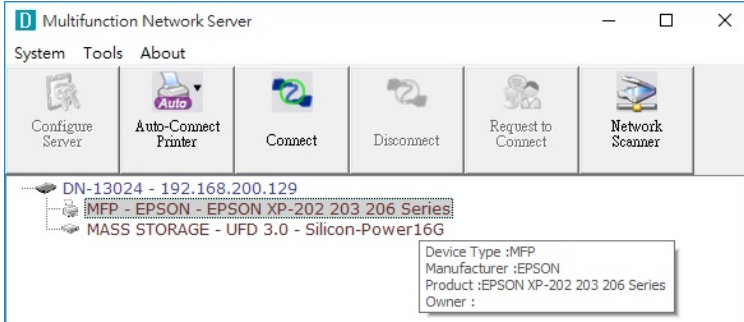 D Multifunction Network Server
System Tools About
Configure Server
Auto
Auto-Connect Printer
Connect
Disconnect
Request to Connect
Network Scanner
DN-13024 - 192.168.200.129
MFP - EPSON - EPSON XP-202 203 206 Series
MASS STORAGE - UFD 3.0 - Silicon-Power16G
Device Type :MFP
Manufacturer :EPSON
Product :EPSON XP-202 203 206 Series
Owner :